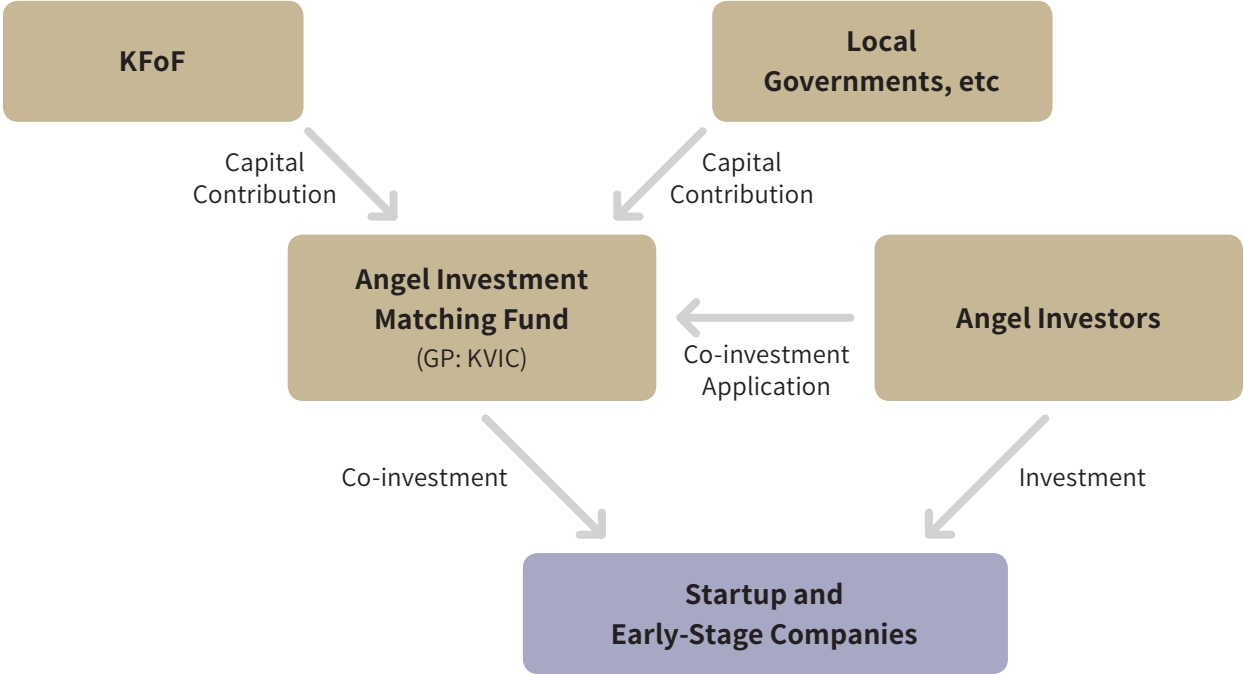 KFoF
Local
Governments, etc
Capital
Contribution
Capital
Contribution
Angel Investment
Matching Fund
(GP: KVIC)
Co-investment
Application
Angel Investors
Co-investment
Investment
Startup and
Early-Stage Companies